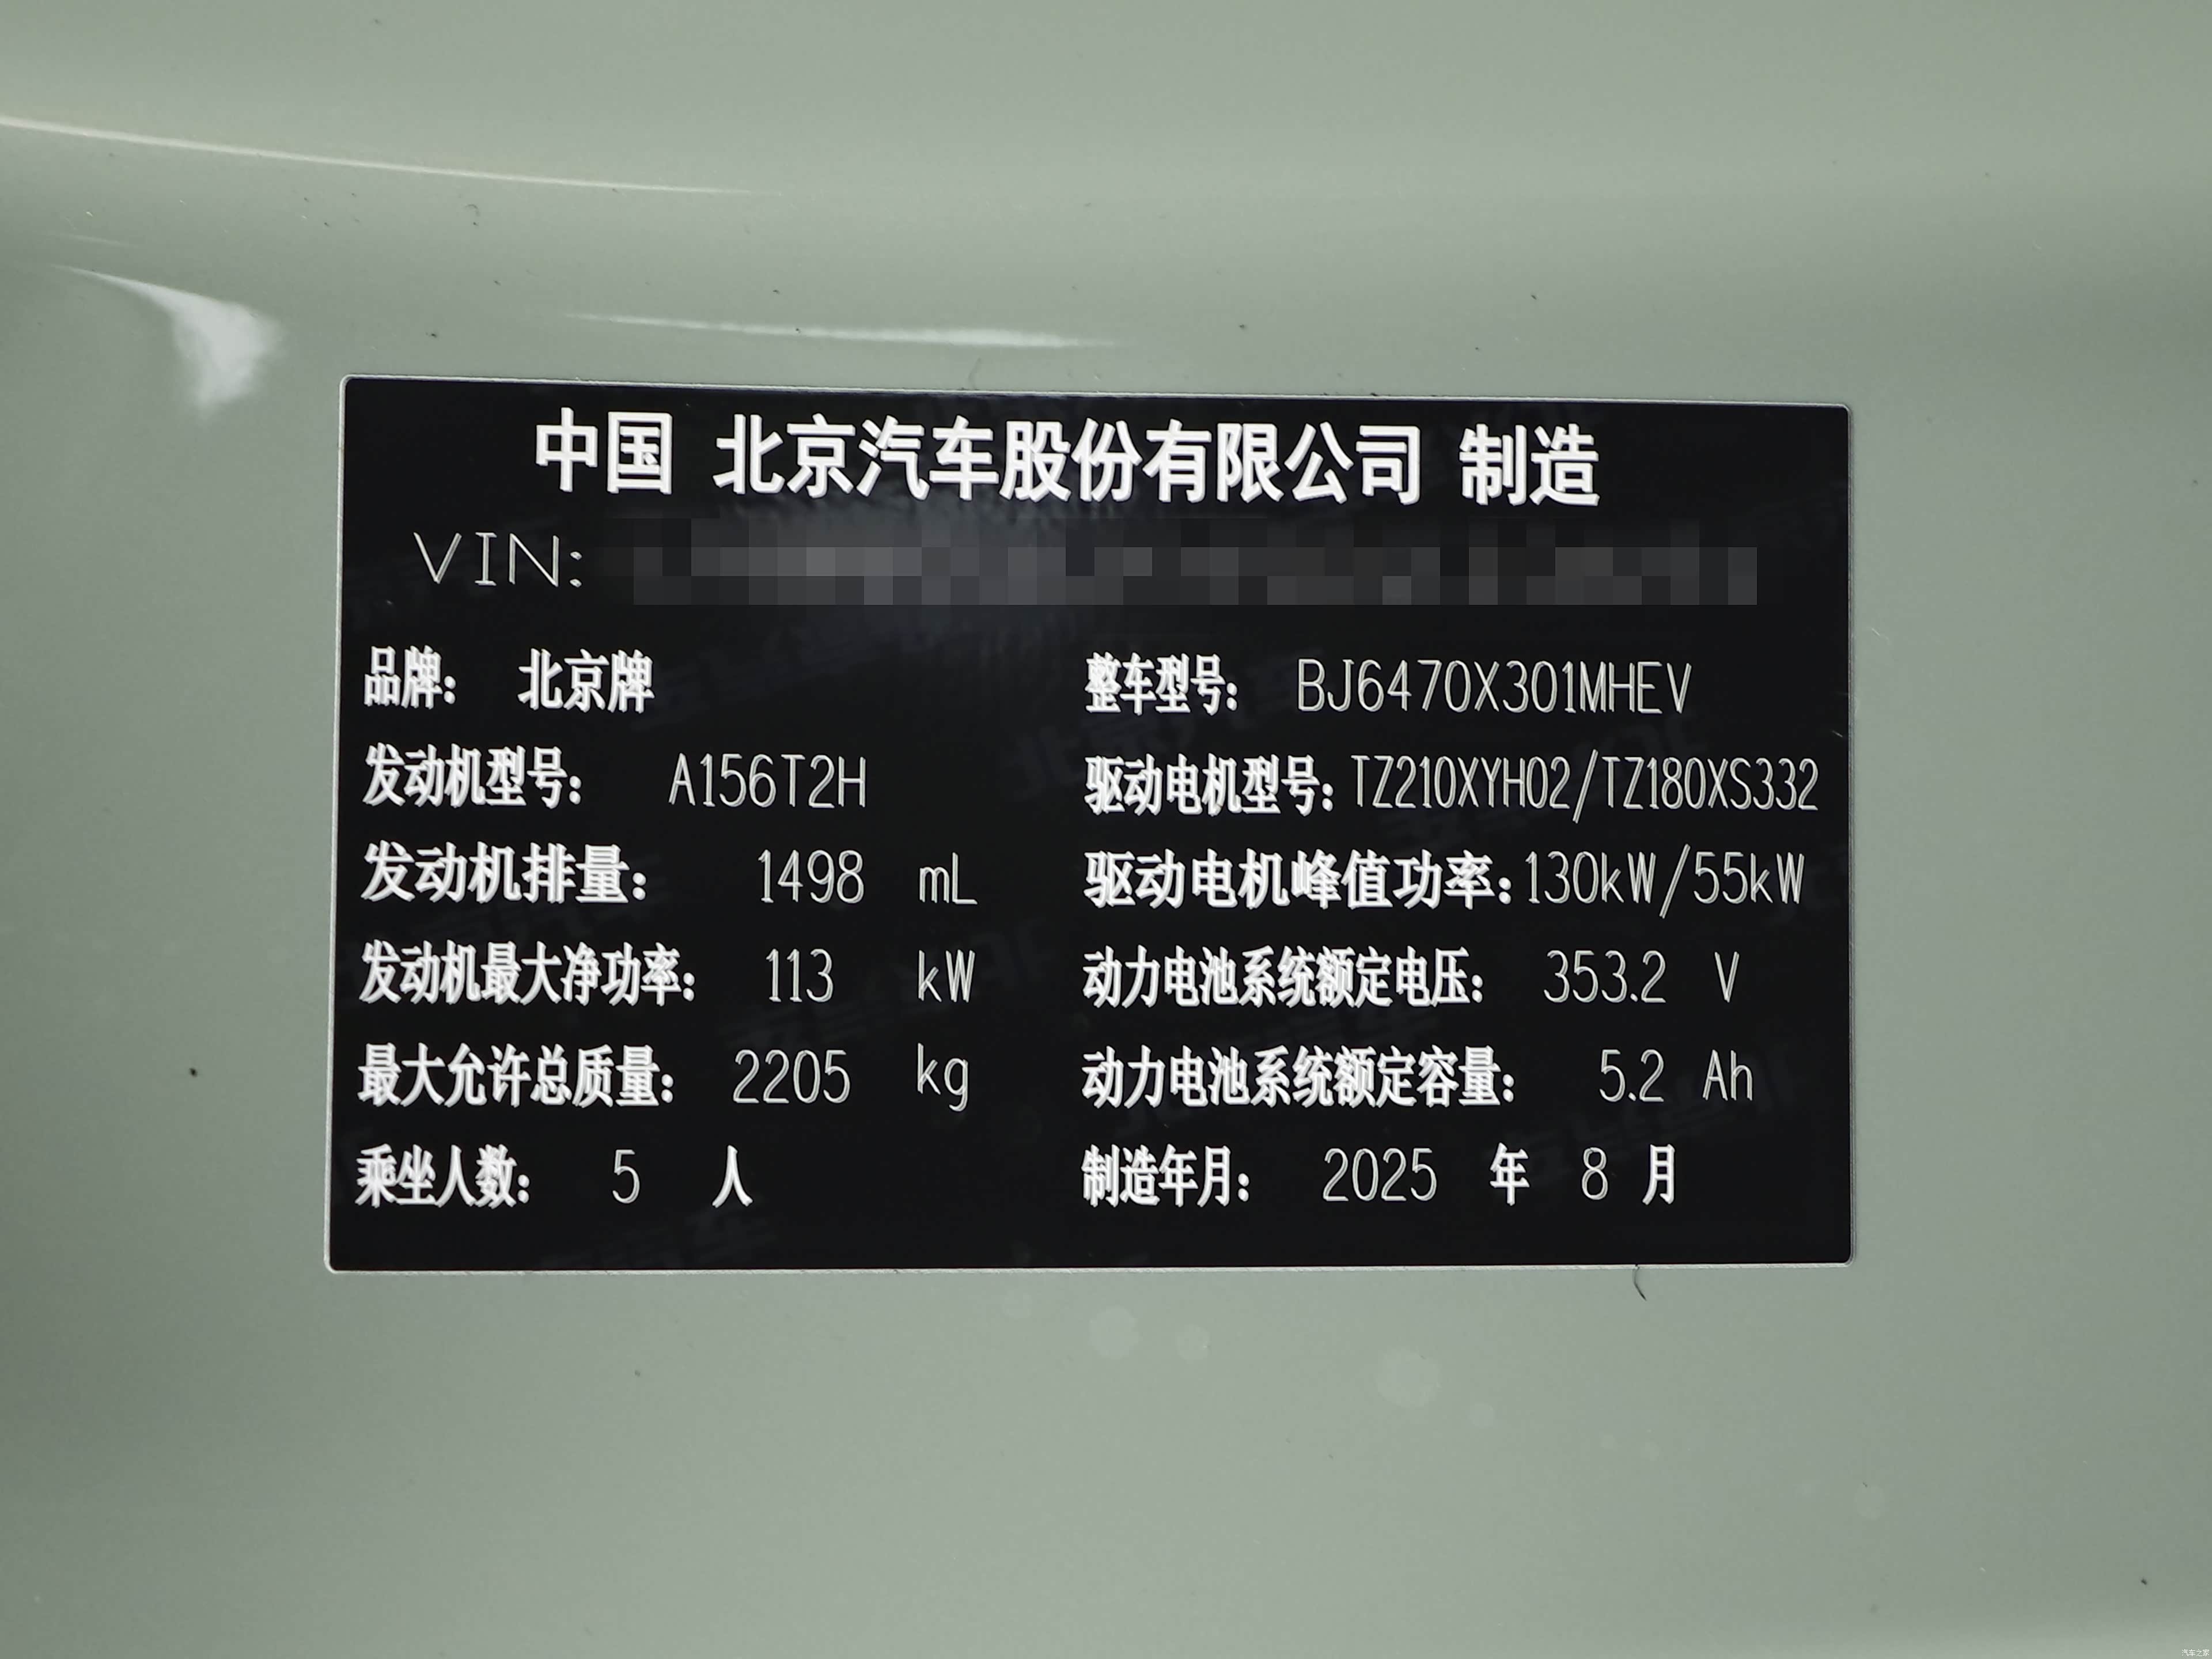 中国 北京汽车股份有限公司 制造
VIN:
品牌: 北京牌 整车型号: BJ6470X301MHEV
发动机型号: A156T2H 驱动电机型号: TZ210XYH02/TZ180XS332
发动机排量: 1498 mL 驱动电机峰值功率: 130kW/55kW
发动机最大净功率: 113 kW 动力电池系统额定电压: 353.2 V
最大允许总质量: 2205 kg 动力电池系统额定容量: 5.2 Ah
乘坐人数: 5 人 制造年月: 2025 年 8 月
汽车之家